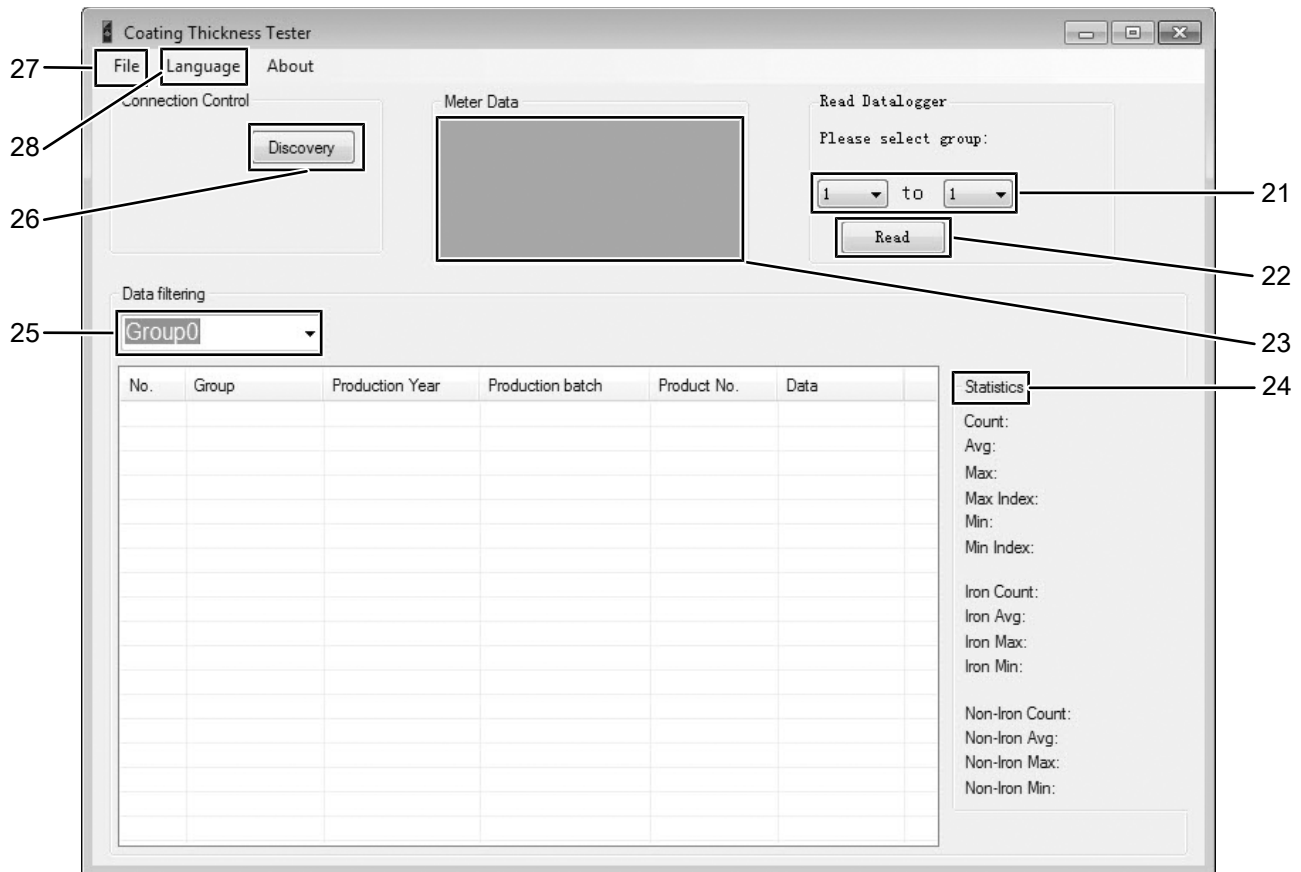 Coating Thickness Tester
27
File Language About
28
Connection Control
Discovery
26
Meter Data
Read Datalogger
Please select group:
1 to 1
21
Read
22
23
Data filtering
25
Group0
No. Group Production Year Production batch Product No. Data
Statistics
24
Count:
Avg:
Max:
Max Index:
Min:
Min Index:
Iron Count:
Iron Avg:
Iron Max:
Iron Min:
Non-Iron Count:
Non-Iron Avg:
Non-Iron Max:
Non-Iron Min: